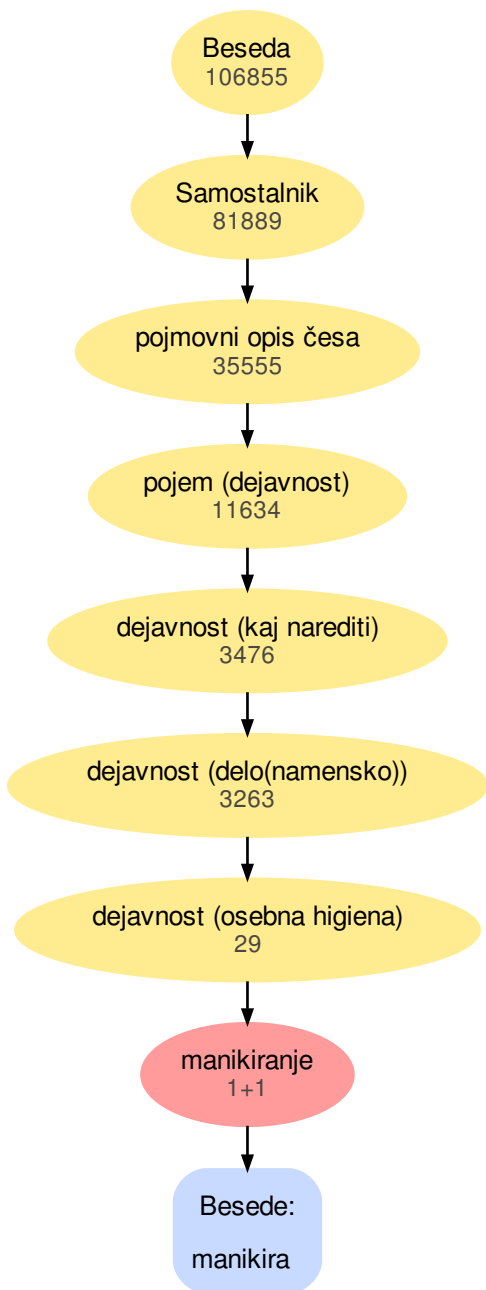 Beseda
106855
Samostalnik
81889
pojmovni opis česa
35555
pojem (dejavnost)
11634
dejavnost (kaj narediti)
3476
dejavnost (delo(namensko))
3263
dejavnost (osebna higiena)
29
manikiranje
1+1
Besede:
manikira